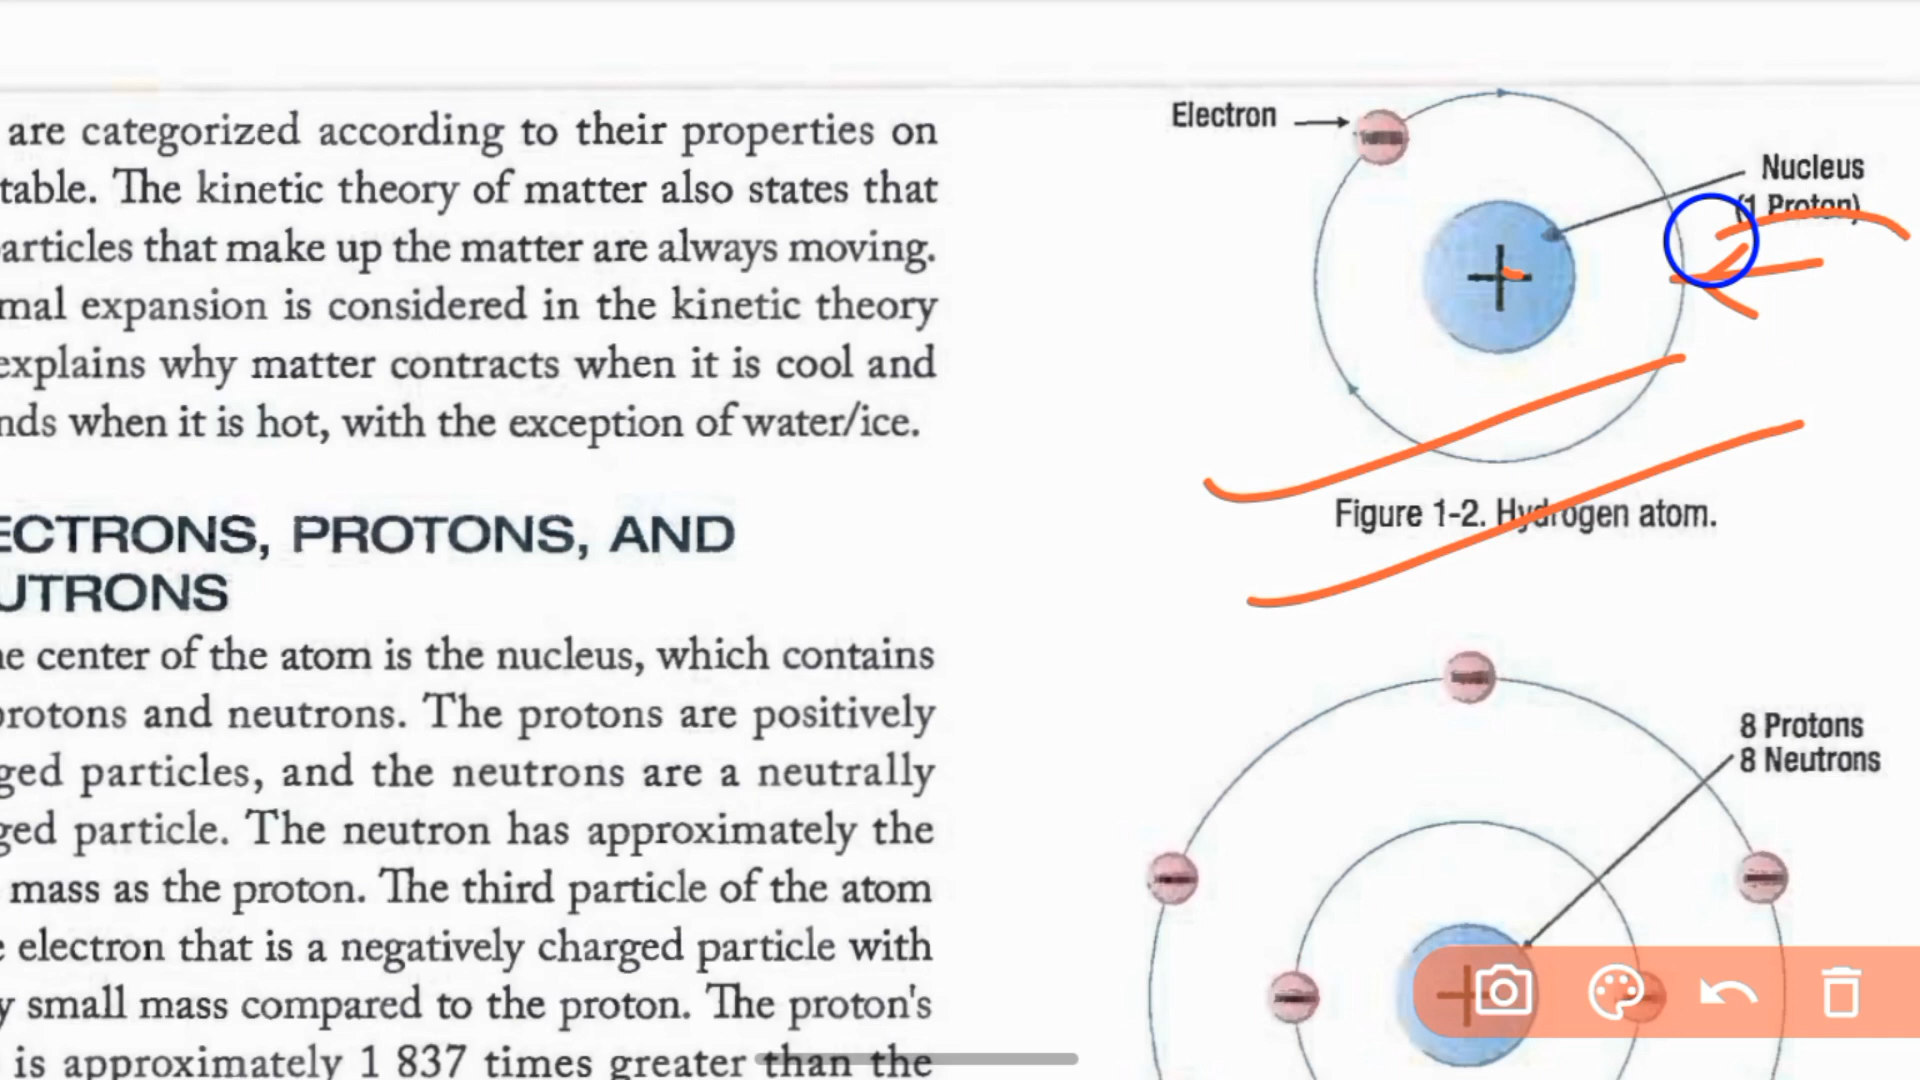 are categorized according to their properties on
table. The kinetic theory of matter also states that
articles that make up the matter are always moving.
mal expansion is considered in the kinetic theory
explains why matter contracts when it is cool and
nds when it is hot, with the exception of water/ice.
ECTRONS, PROTONS, AND
UTRONS
he center of the atom is the nucleus, which contains
protons and neutrons. The protons are positively
ged particles, and the neutrons are a neutrally
ged particle. The neutron has approximately the
mass as the proton. The third particle of the atom
e electron that is a negatively charged particle with
y small mass compared to the proton. The proton's
is approximately 1 837 times greater than the
Electron
Nucleus
(1 Proton)
Figure 1-2. Hydrogen atom.
8 Protons
8 Neutrons